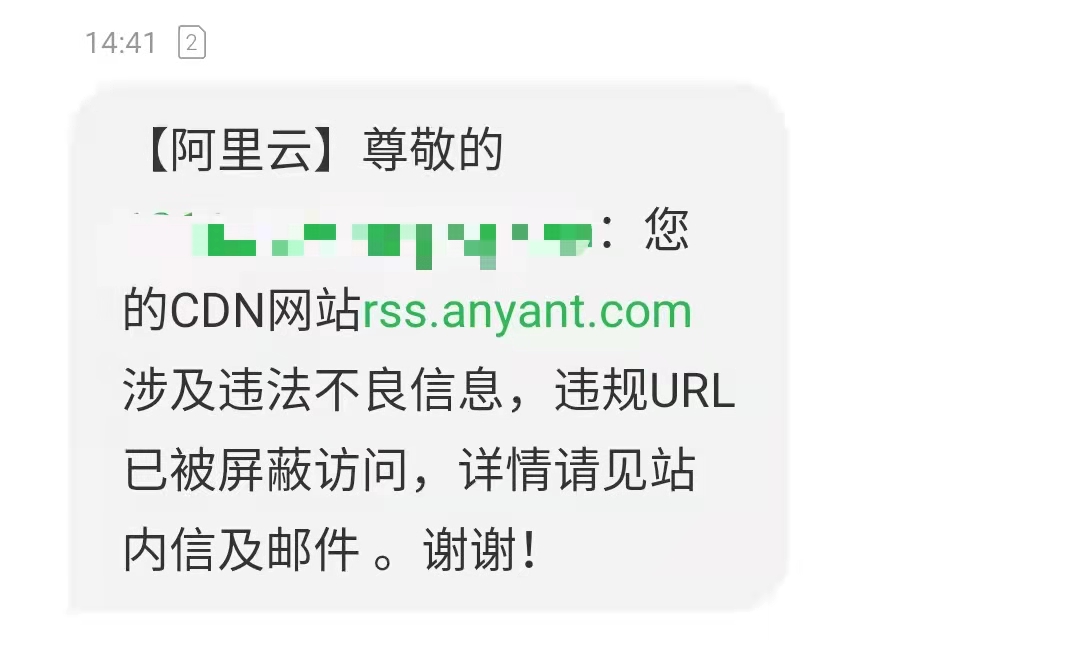 14:41 2
【阿里云】尊敬的
：您
的CDN网站rss.anyant.com
涉及违法不良信息，违规URL
已被屏蔽访问，详情请见站
内信及邮件 。谢谢！